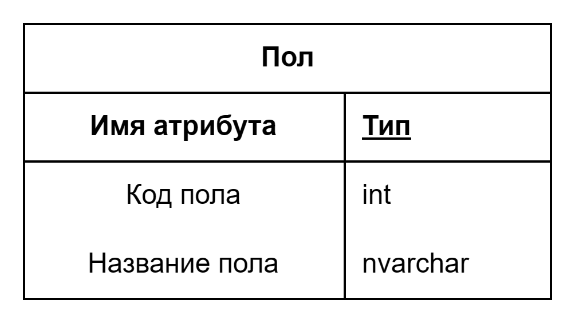 Пол
Имя атрибута Тип
Код пола int
Название пола nvarchar